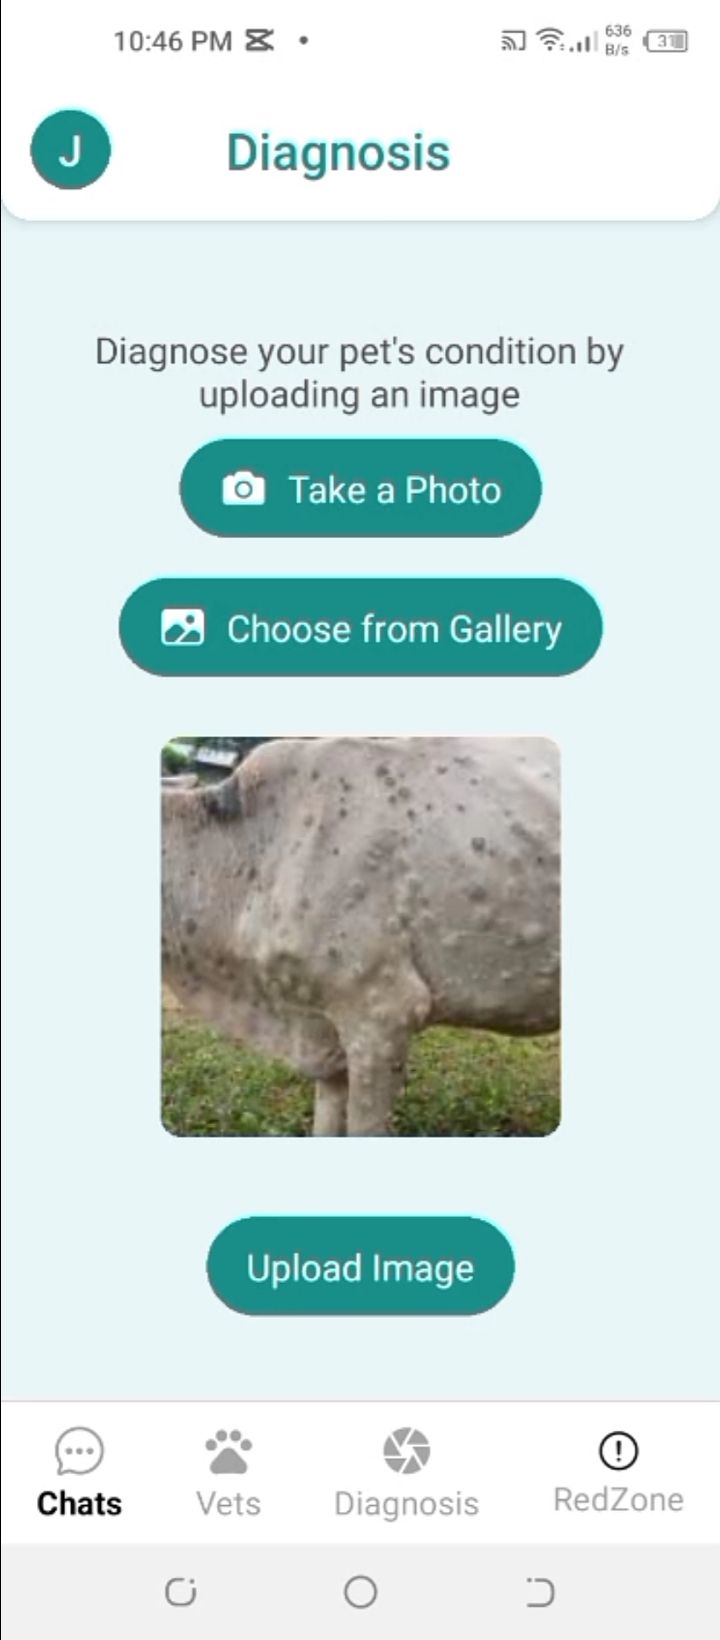 10:46 PM
636
B/s
31
J
Diagnosis
Diagnose your pet's condition by
uploading an image
Take a Photo
Choose from Gallery
Upload Image
Chats
Vets
Diagnosis
RedZone